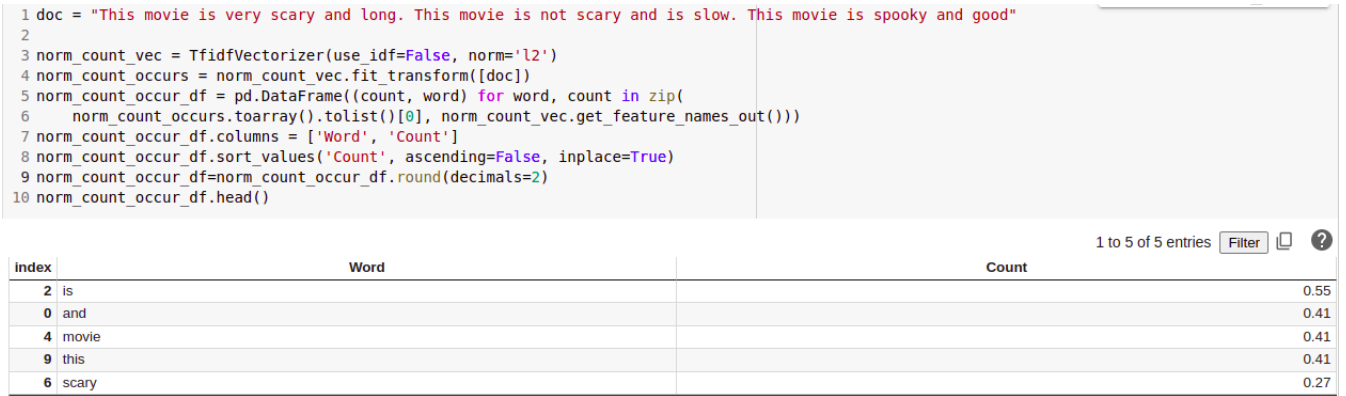 1 doc = "This movie is very scary and long. This movie is not scary and is slow. This movie is spooky and good"
2
3 norm_count_vec = TfidfVectorizer(use_idf=False, norm='l2')
4 norm_count_occurs = norm_count_vec.fit_transform([doc])
5 norm_count_occur_df = pd.DataFrame((count, word) for word, count in zip(
6     norm_count_occurs.toarray().tolist()[0], norm_count_vec.get_feature_names_out()))
7 norm_count_occur_df.columns = ['Word', 'Count']
8 norm_count_occur_df.sort_values('Count', ascending=False, inplace=True)
9 norm_count_occur_df=norm_count_occur_df.round(decimals=2)
10 norm_count_occur_df.head()
1 to 5 of 5 entries Filter ?
index Word Count
2 is 0.55
0 and 0.41
4 movie 0.41
9 this 0.41
6 scary 0.27